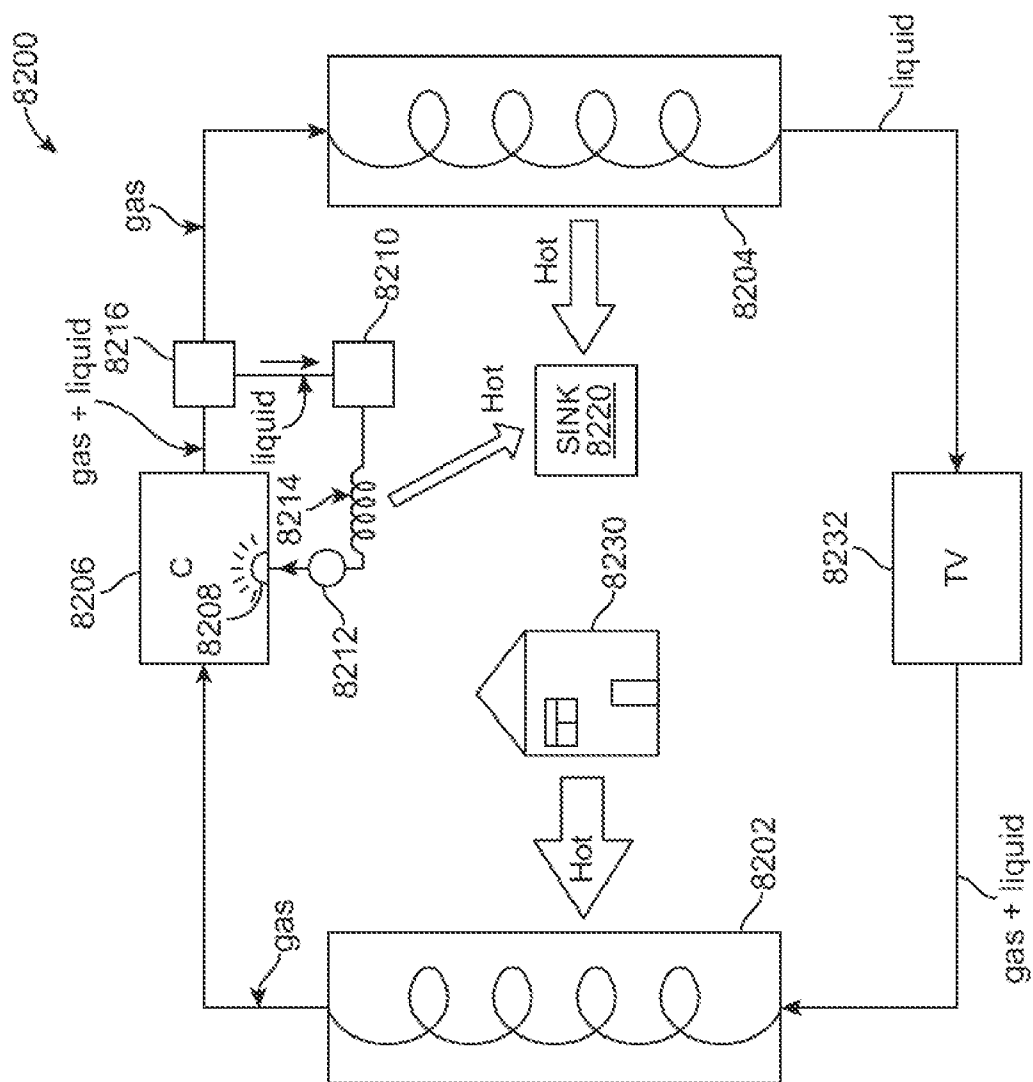 8200
gas
gas + liquid
8216
8206
C
8208
8210
liquid
8214
8212
Hot
Hot
SINK
8220
8204
liquid
8230
8232
TV
Hot
8202
gas
gas + liquid